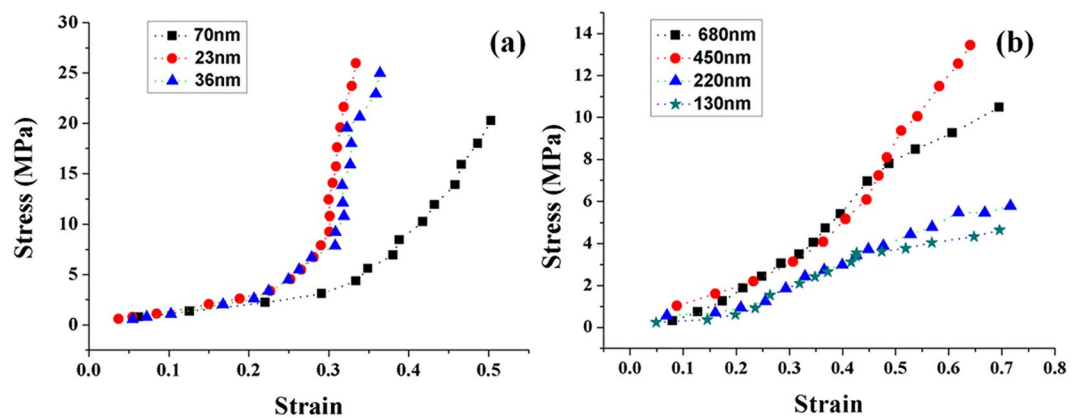 (a)
70nm
23nm
36nm
Stress (MPa)
30
25
20
15
10
5
0
0.0 0.1 0.2 0.3 0.4 0.5
Strain
(b)
680nm
450nm
220nm
130nm
Stress (MPa)
14
12
10
8
6
4
2
0
0.0 0.1 0.2 0.3 0.4 0.5 0.6 0.7 0.8
Strain